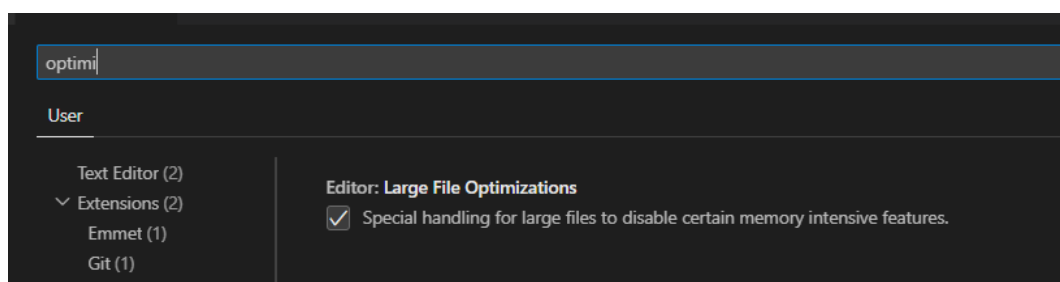 optimi
User
Text Editor (2)
Extensions (2)
Emmet (1)
Git (1)
Editor: Large File Optimizations
Special handling for large files to disable certain memory intensive features.